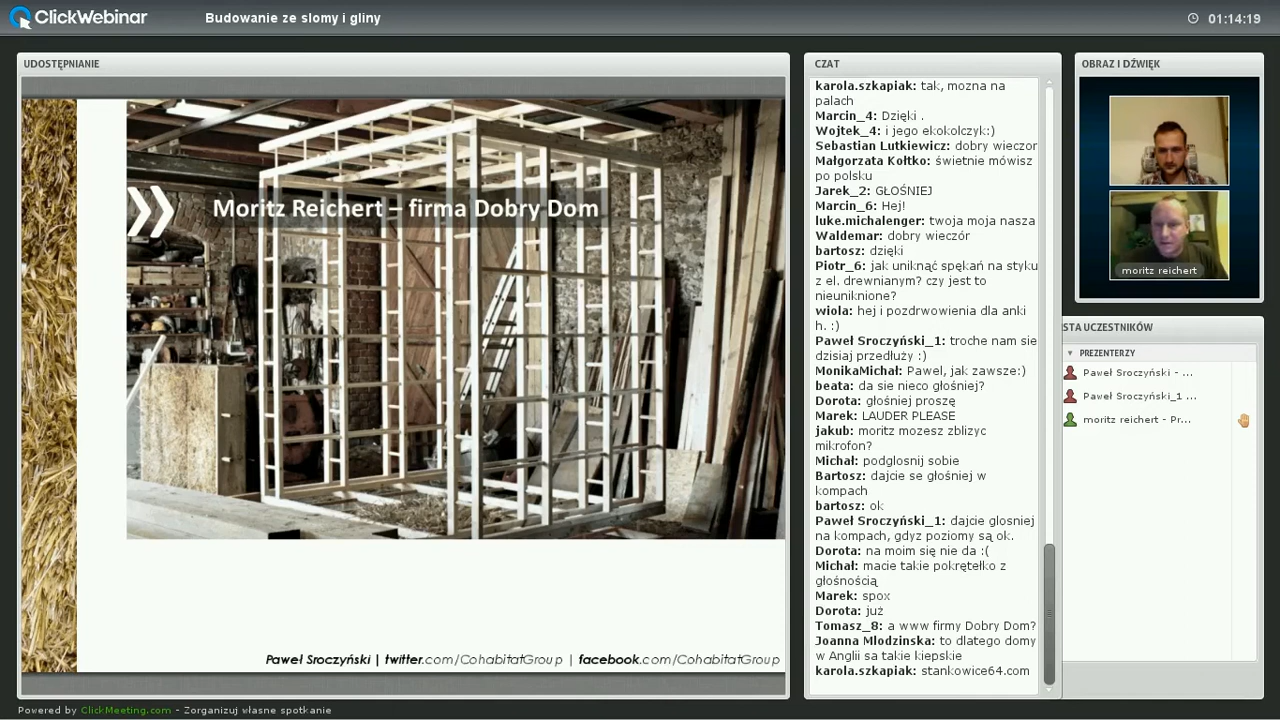 ClickWebinar
Budowanie ze slomy i gliny
01:14:19
UDOSTĘPNIANIE
Moritz Reichert – firma Dobry Dom
Paweł Sroczyński | twitter.com/CohabitatGroup | facebook.com/CohabitatGroup
CZAT
karola.szkapiak: tak, mozna na
palach
Marcin_4: Dzięki .
Wojtek_4: i jego ekokolczyk:)
Sebastian Lutkiewicz: dobry wieczor
Małgorzata Kołtko: świetnie mówisz
po polsku
Jarek_2: GŁOŚNIEJ
Marcin_6: Hej!
luke.michalenger: twoja moja nasza
Waldemar: dobry wieczór
bartosz: dzięki
Piotr_6: jak uniknąć spękań na styku
z el. drewnianym? czy jest to
nieuniknione?
wiola: hej i pozdrwowienia dla anki
h. :)
Paweł Sroczyński_1: troche nam sie
dzisiaj przedłuży :)
MonikaMichał: Pawel, jak zawsze:)
beata: da sie nieco głośniej?
Dorota: głośniej proszę
Marek: LAUDER PLEASE
jakub: moritz mozesz zblizyc
mikrofon?
Michał: podglosnij sobie
Bartosz: dajcie se głośniej w
kompach
bartosz: ok
Paweł Sroczyński_1: dajcie glosniej
na kompach, gdyz poziomy są ok.
Dorota: na moim się nie da :(
Michał: macie takie pokrętełko z
głośnością
Marek: spox
Dorota: już
Tomasz_8: a www firmy Dobry Dom?
Joanna Mlodzinska: to dlatego domy
w Anglii sa takie kiepskie
karola.szkapiak: stankowice64.com
OBRAZ I DŹWIĘK
moritz reichert
STA UCZESTNIKÓW
PREZENTERZY
Paweł Sroczyński - ...
Paweł Sroczyński_1 ...
moritz reichert - Pr...
Powered by ClickMeeting.com - Zorganizuj własne spotkanie